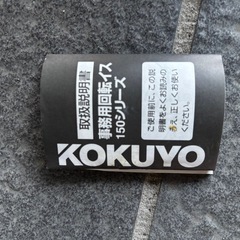 取扱説明書
事務用回転イス
150シリーズ
ご使用前に、この説
明書をよくお読みの
うえ、正しくお使い
ください。
KOKUYO